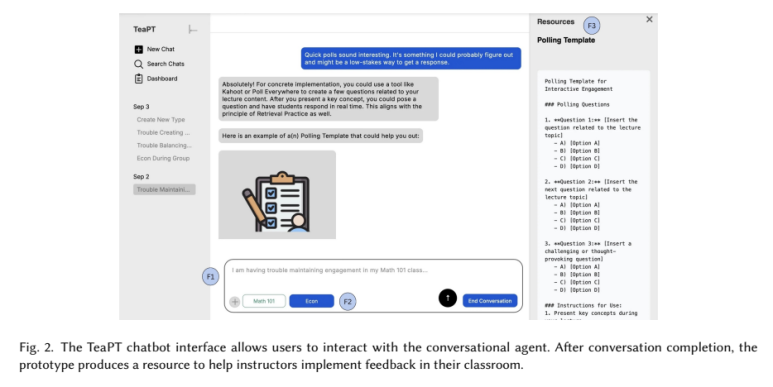 TeaPT
New Chat
Search Chats
Dashboard
Sep 3
Create New Type
Trouble Creating ...
Trouble Balancing...
Econ During Group
Sep 2
Trouble Maintaini...
Quick polls sound interesting. It's something I could probably figure out
and might be a low-stakes way to get a response.
Absolutely! For concrete implementation, you could use a tool like
Kahoot or Poll Everywhere to create a few questions related to your
lecture content. After you present a key concept, you could pose a
question and have students respond in real time. This aligns with the
principle of Retrieval Practice as well.
Here is an example of a(n) Polling Template that could help you out:
F1
I am having trouble maintaining engagement in my Math 101 class...
Math 101
Econ
F2
End Conversation
Resources
F3
Polling Template
Polling Template for
Interactive Engagement
### Polling Questions
1. **Question 1:** [Insert the
question related to the lecture
topic]
- A) [Option A]
- B) [Option B]
- C) [Option C]
- D) [Option D]
2. **Question 2:** [Insert the
next question related to the
lecture topic]
- A) [Option A]
- B) [Option B]
- C) [Option C]
- D) [Option D]
3. **Question 3:** [Insert a
challenging or thought-
provoking question]
- A) [Option A]
- B) [Option B]
- C) [Option C]
- D) [Option D]
### Instructions for Use:
1. Present key concepts during
Fig. 2. The TeaPT chatbot interface allows users to interact with the conversational agent. After conversation completion, the
prototype produces a resource to help instructors implement feedback in their classroom.